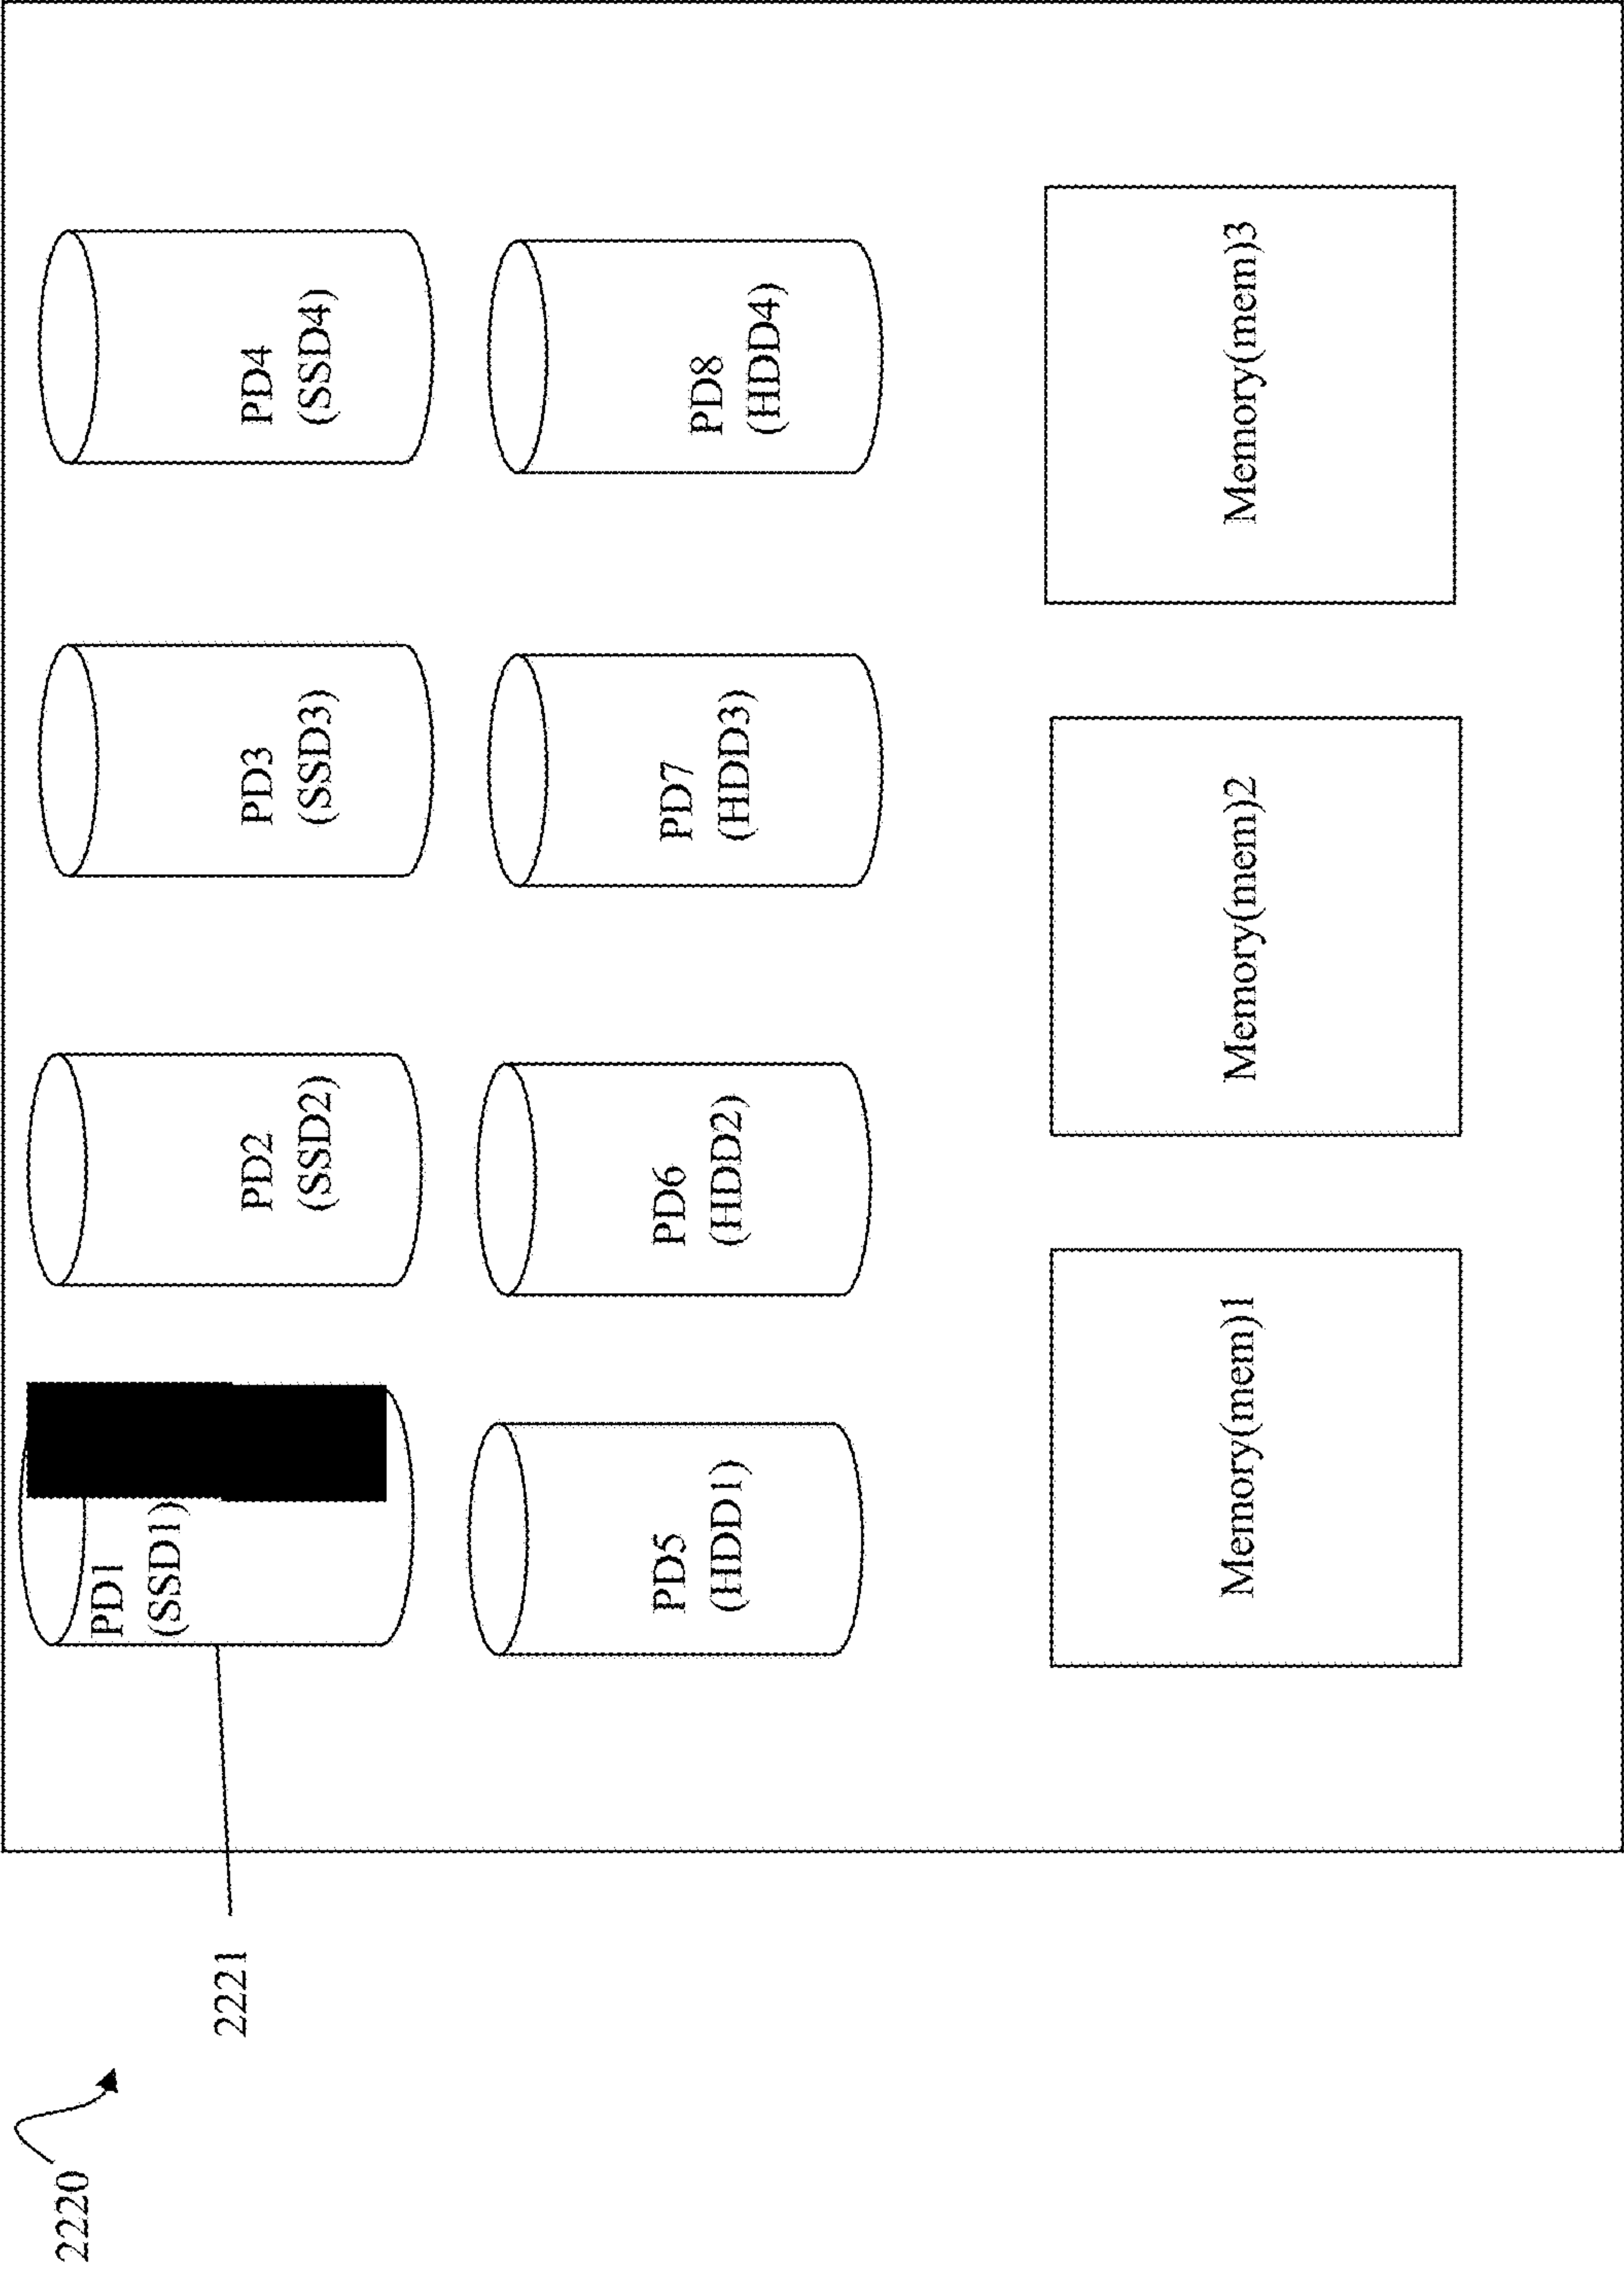 2220
2221
PD1
(SSD1)
PD2
(SSD2)
PD3
(SSD3)
PD4
(SSD4)
PD5
(HDD1)
PD6
(HDD2)
PD7
(HDD3)
PD8
(HDD4)
Memory(mem)1
Memory(mem)2
Memory(mem)3